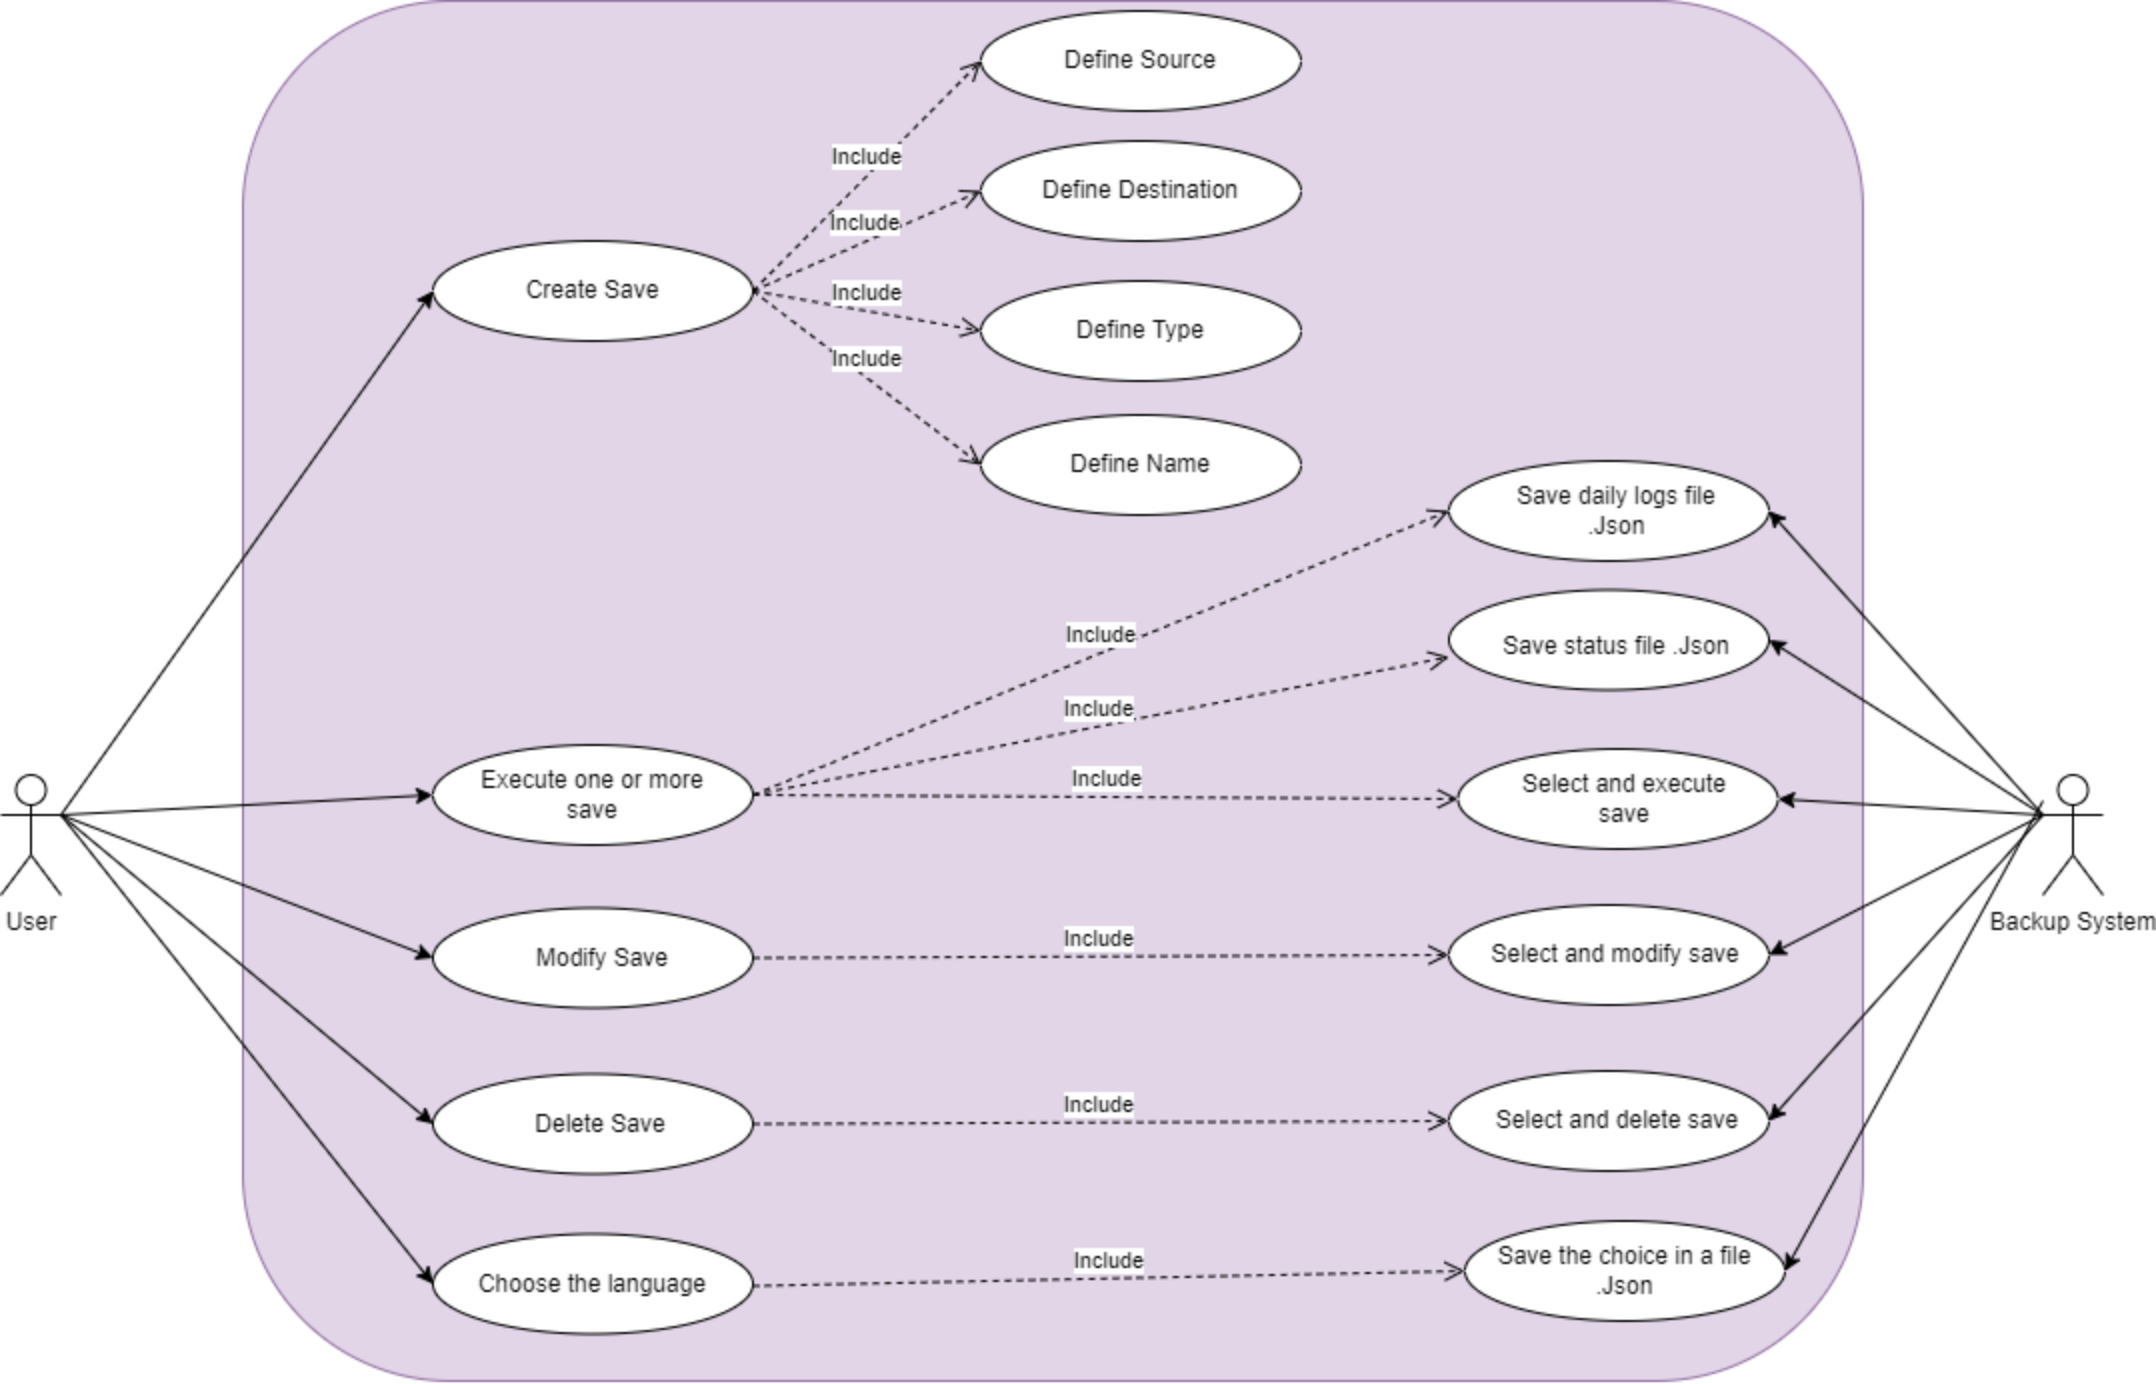 Define Source
Include
Define Destination
Include
Create Save
Include
Define Type
Include
Define Name
Save daily logs file
.Json
Include
Save status file .Json
Include
Execute one or more
save
Include
Select and execute
save
User
Backup System
Modify Save
Include
Select and modify save
Delete Save
Include
Select and delete save
Choose the language
Include
Save the choice in a file
.Json